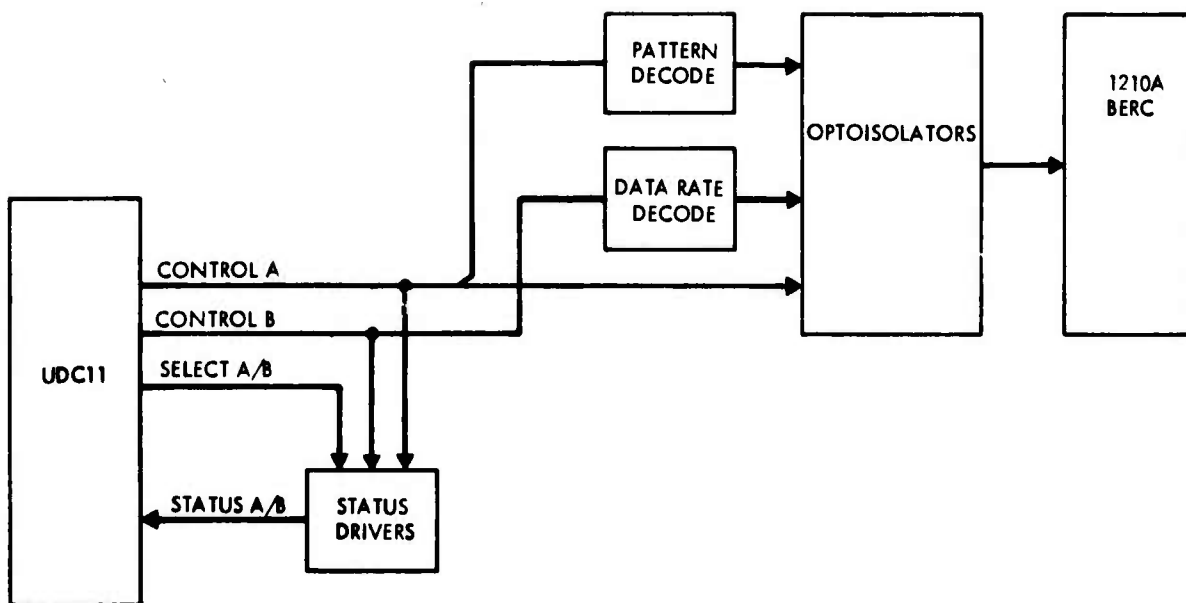 PATTERN
DECODE
1210A
BERC
OPTOISOLATORS
DATA RATE
DECODE
CONTROL A
CONTROL B
SELECT A/B
UDC11
STATUS A/B
STATUS
DRIVERS